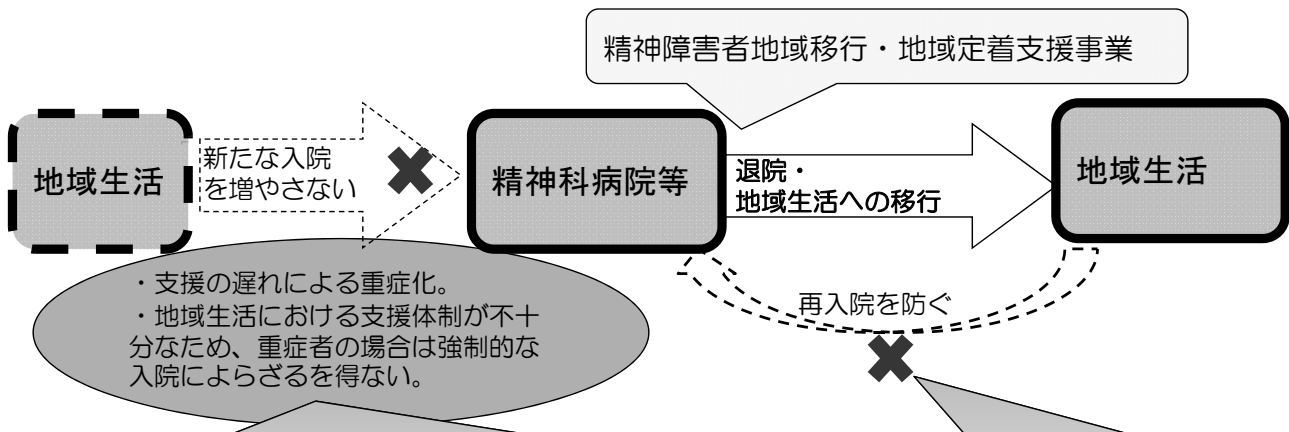 精神障害者地域移行・地域定着支援事業
地域生活
新たな入院
を増やさない
精神科病院等
退院・
地域生活への移行
地域生活
・支援の遅れによる重症化。
・地域生活における支援体制が不十
分なため、重症者の場合は強制的な
入院によらざるを得ない。
再入院を防ぐ